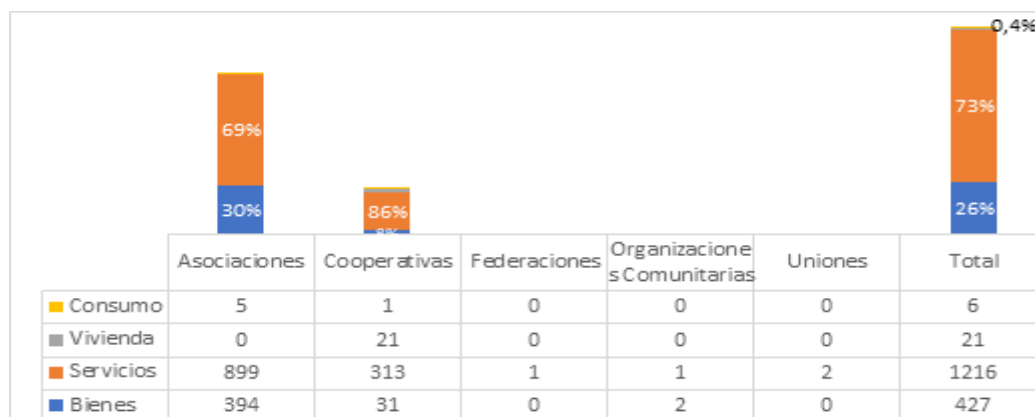 0,4%
69%
73%
30%
86%
26%
8%
Asociaciones Cooperativas Federaciones Organizacione Uniones Total
s Comunitarias
Consumo 5 1 0 0 0 6
Vivienda 0 21 0 0 0 21
Servicios 899 313 1 1 2 1216
Bienes 394 31 0 2 0 427